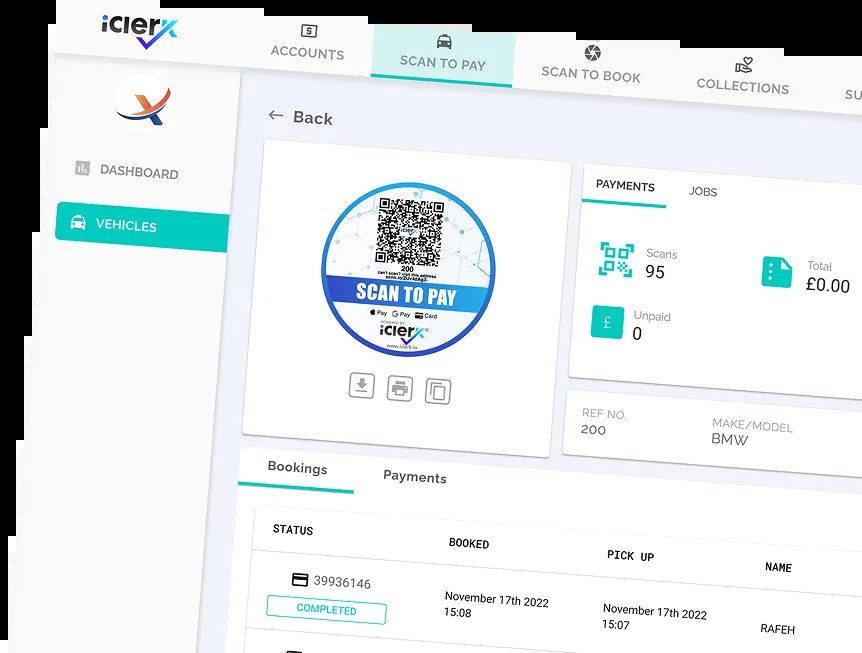 iclerk
ACCOUNTS
SCAN TO PAY
SCAN TO BOOK
COLLECTIONS
SU
DASHBOARD
VEHICLES
Back
200
can't scan? visit this address
SCAN TO PAY
Pay G Pay Card
POWERED BY
iclerk
www.iclerk.io
PAYMENTS JOBS
Scans
95
Total
£0.00
£
Unpaid
0
REF NO.
200
MAKE/MODEL
BMW
Bookings Payments
STATUS BOOKED PICK UP NAME
39936146
COMPLETED
November 17th 2022
15:08
November 17th 2022
15:07
RAFEH